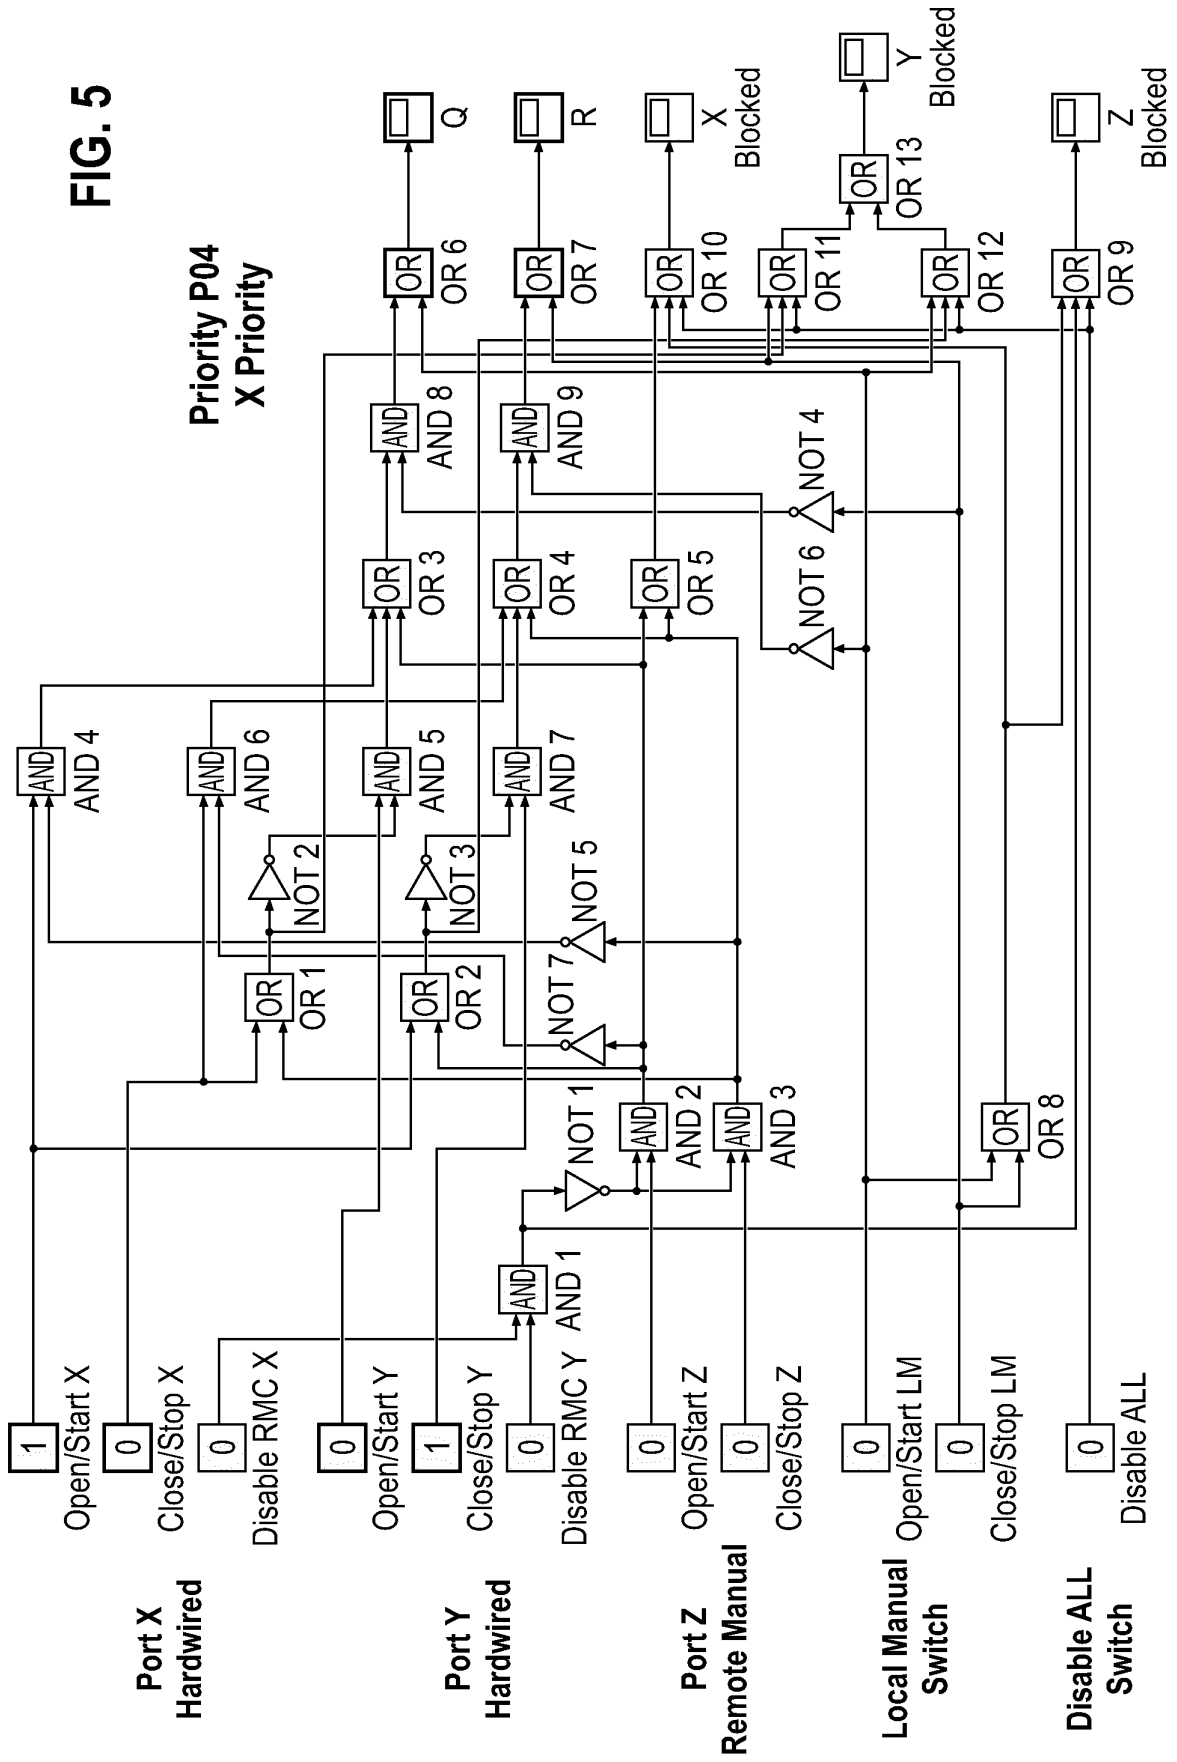 FIG. 5
Priority P04
X Priority
Port X
Hardwired
1
Open/Start X
0
Close/Stop X
0
Disable RMC X
Port Y
Hardwired
0
Open/Start Y
1
Close/Stop Y
0
Disable RMC Y
Port Z
Remote Manual
0
Open/Start Z
0
Close/Stop Z
Local Manual
Switch
0
Open/Start LM
0
Close/Stop LM
Disable ALL
Switch
0
Disable ALL
AND
AND 1
NOT 1
AND
AND 2
AND
AND 3
OR
OR 8
OR
OR 1
OR
OR 2
NOT 7
NOT 5
NOT 2
NOT 3
AND
AND 4
AND
AND 6
AND
AND 5
AND
AND 7
OR
OR 3
OR
OR 4
OR
OR 5
NOT 6
NOT 4
AND
AND 8
AND
AND 9
OR
OR 6
OR
OR 7
OR
OR 10
OR
OR 11
OR
OR 12
OR
OR 9
OR
OR 13
Q
R
X
Blocked
Y
Blocked
Z
Blocked